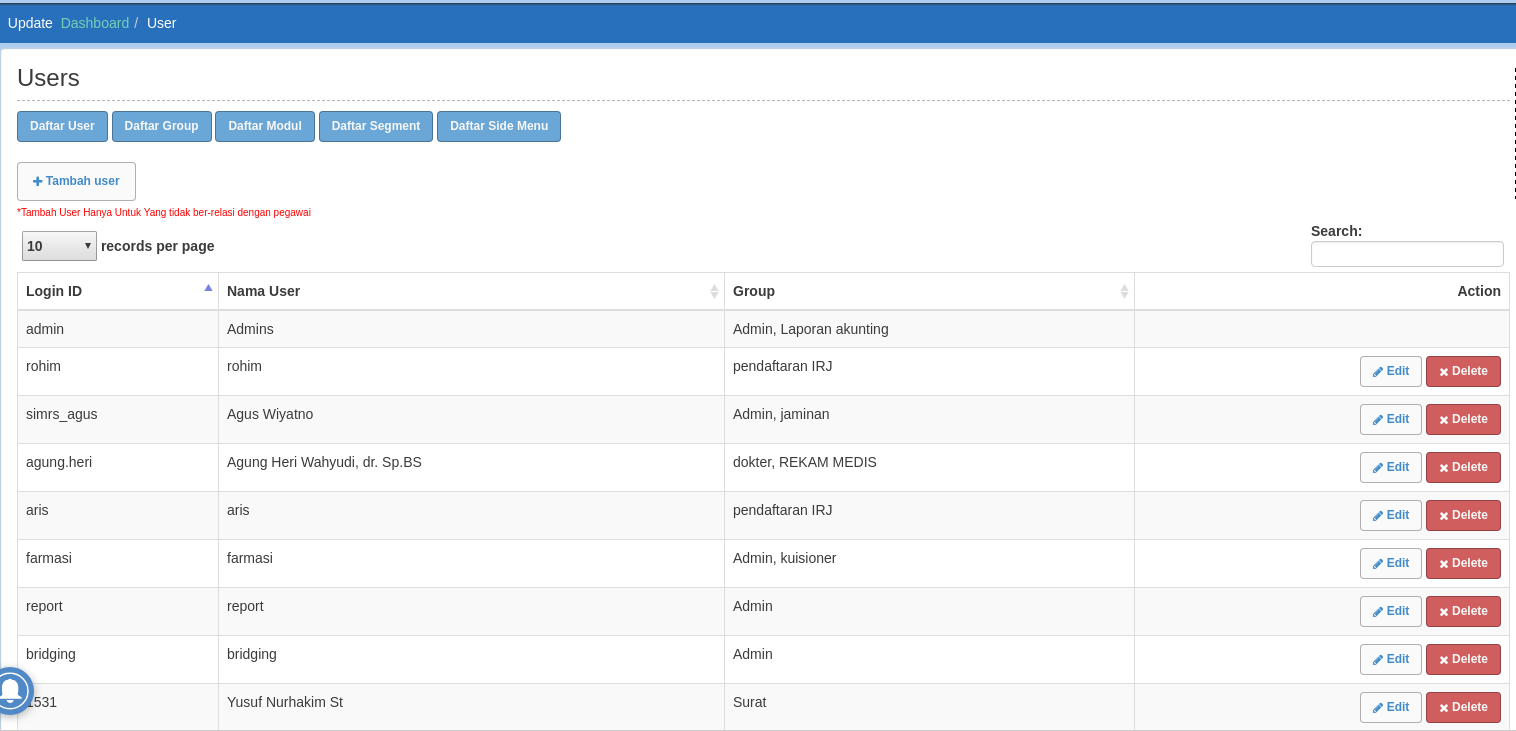 Update Dashboard / User
Users
Daftar User Daftar Group Daftar Modul Daftar Segment Daftar Side Menu
Tambah user
*Tambah User Hanya Untuk Yang tidak ber-relasi dengan pegawai
10 records per page
Search:
Login ID Nama User Group Action
admin Admins Admin, Laporan akunting
rohim rohim pendaftaran IRJ Edit Delete
simrs_agus Agus Wiyatno Admin, jaminan Edit Delete
agung.heri Agung Heri Wahyudi, dr. Sp.BS dokter, REKAM MEDIS Edit Delete
aris aris pendaftaran IRJ Edit Delete
farmasi farmasi Admin, kuisioner Edit Delete
report report Admin Edit Delete
bridging bridging Admin Edit Delete
1531 Yusuf Nurhakim St Surat Edit Delete